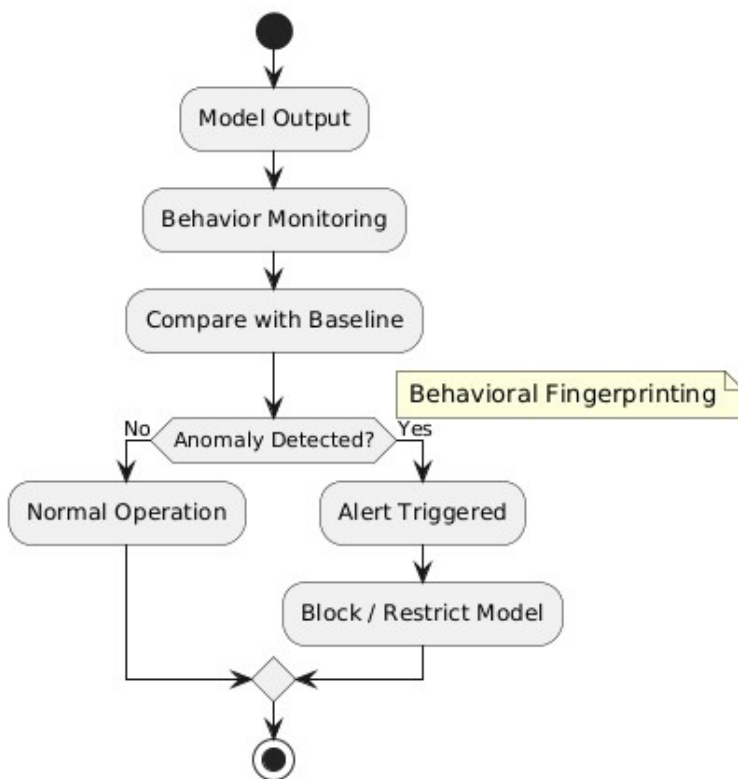 Model Output
Behavior Monitoring
Compare with Baseline
Behavioral Fingerprinting
No
Anomaly Detected?
Yes
Normal Operation
Alert Triggered
Block / Restrict Model